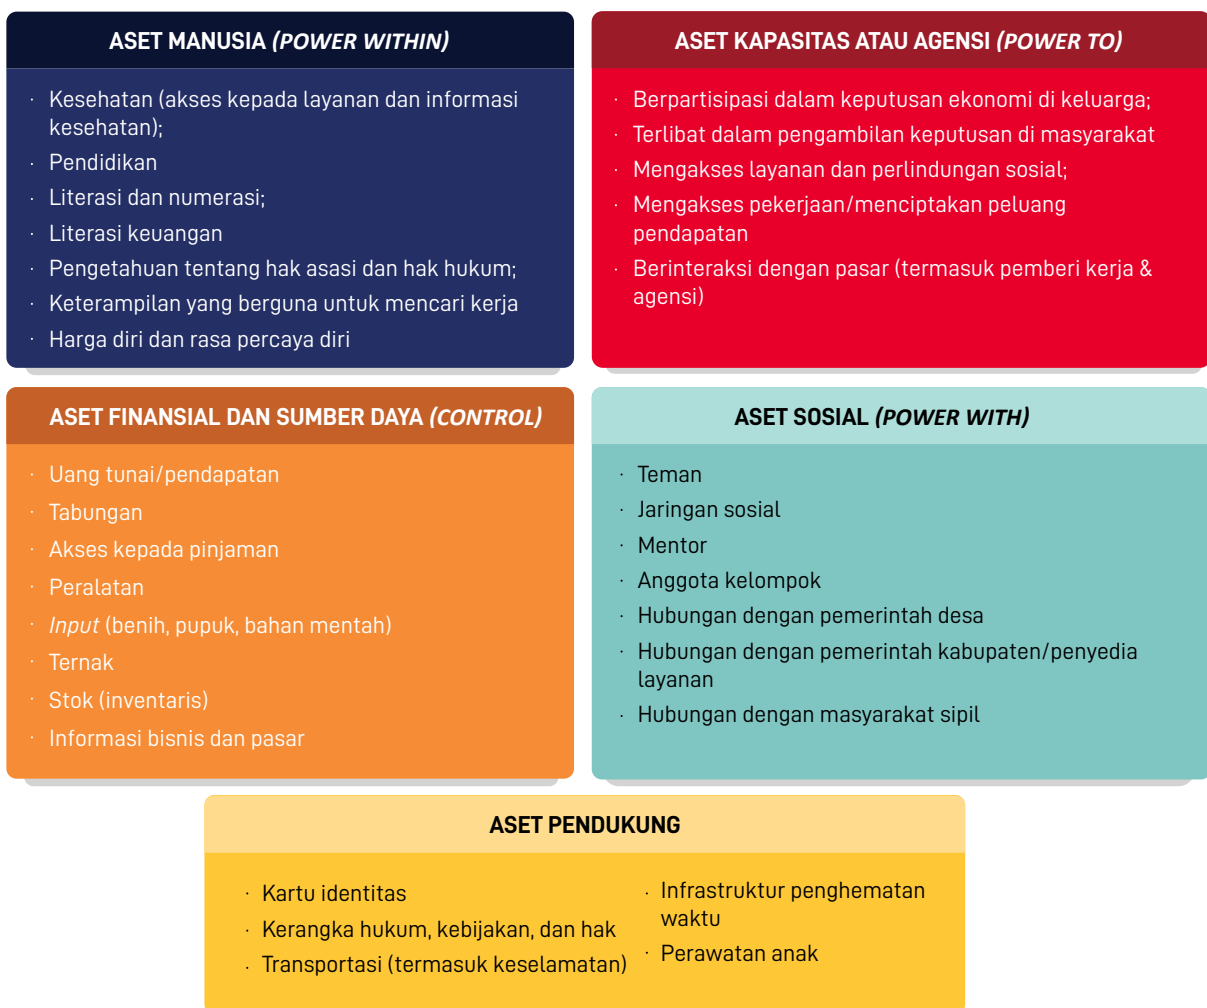 ASET MANUSIA (POWER WITHIN)
· Kesehatan (akses kepada layanan dan informasi
kesehatan);
· Pendidikan
· Literasi dan numerasi;
· Literasi keuangan
· Pengetahuan tentang hak asasi dan hak hukum;
· Keterampilan yang berguna untuk mencari kerja
· Harga diri dan rasa percaya diri
ASET KAPASITAS ATAU AGENSI (POWER TO)
· Berpartisipasi dalam keputusan ekonomi di keluarga;
· Terlibat dalam pengambilan keputusan di masyarakat
· Mengakses layanan dan perlindungan sosial;
· Mengakses pekerjaan/menciptakan peluang
pendapatan
· Berinteraksi dengan pasar (termasuk pemberi kerja &
agensi)
ASET FINANSIAL DAN SUMBER DAYA (CONTROL)
· Uang tunai/pendapatan
· Tabungan
· Akses kepada pinjaman
· Peralatan
· Input (benih, pupuk, bahan mentah)
· Ternak
· Stok (inventaris)
· Informasi bisnis dan pasar
ASET SOSIAL (POWER WITH)
· Teman
· Jaringan sosial
· Mentor
· Anggota kelompok
· Hubungan dengan pemerintah desa
· Hubungan dengan pemerintah kabupaten/penyedia
layanan
· Hubungan dengan masyarakat sipil
ASET PENDUKUNG
· Kartu identitas
· Kerangka hukum, kebijakan, dan hak
· Transportasi (termasuk keselamatan)
· Infrastruktur penghematan
waktu
· Perawatan anak